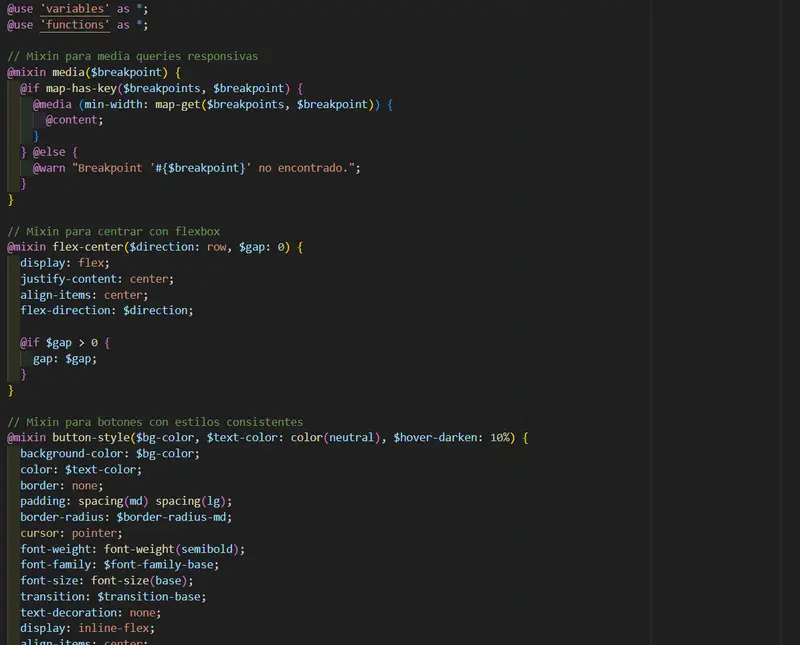 @use 'variables' as *;
@use 'functions' as *;

// Mixin para media queries responsivas
@mixin media($breakpoint) {
  @if map-has-key($breakpoints, $breakpoint) {
    @media (min-width: map-get($breakpoints, $breakpoint)) {
      @content;
    }
  } @else {
    @warn "Breakpoint '#{$breakpoint}' no encontrado.";
  }
}

// Mixin para centrar con flexbox
@mixin flex-center($direction: row, $gap: 0) {
  display: flex;
  justify-content: center;
  align-items: center;
  flex-direction: $direction;

  @if $gap > 0 {
    gap: $gap;
  }
}

// Mixin para botones con estilos consistentes
@mixin button-style($bg-color, $text-color: color(neutral), $hover-darken: 10%) {
  background-color: $bg-color;
  color: $text-color;
  border: none;
  padding: spacing(md) spacing(lg);
  border-radius: $border-radius-md;
  cursor: pointer;
  font-weight: font-weight(semibold);
  font-family: $font-family-base;
  font-size: font-size(base);
  transition: $transition-base;
  text-decoration: none;
  display: inline-flex;
  align-items: center;